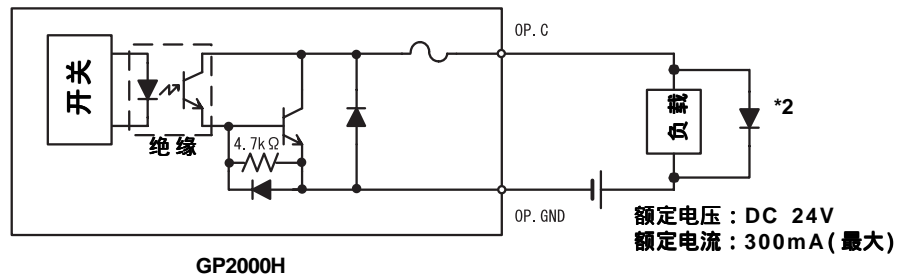 OP.C
开关
绝缘
4.7kΩ
负载
*2
OP.GND
额定电压：DC 24V
额定电流：300mA(最大)
GP2000H